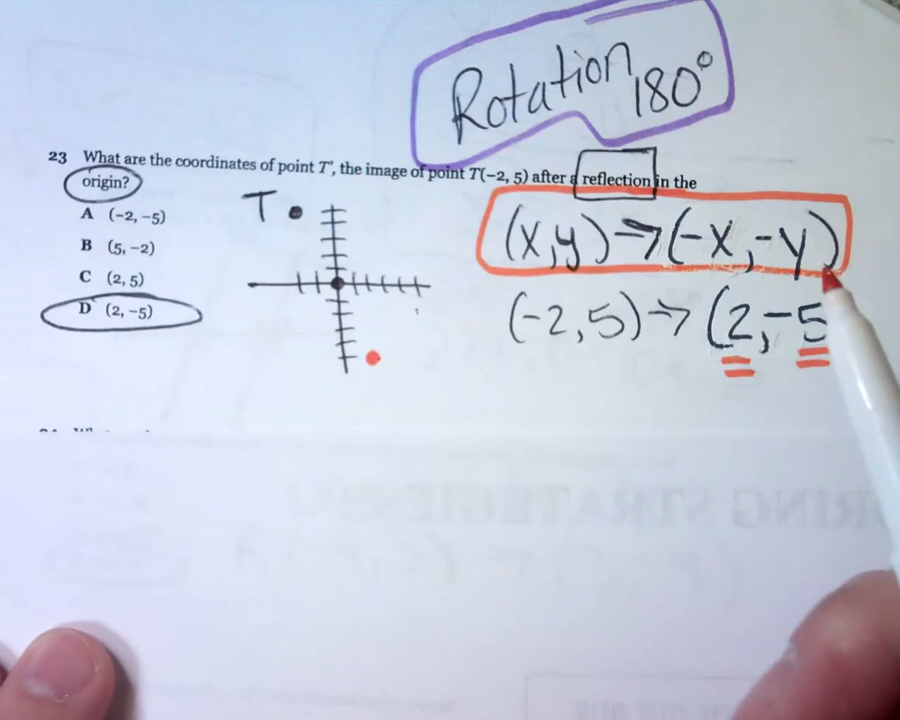 Rotation 180°
23 What are the coordinates of point T', the image of point T(−2, 5) after a reflection in the
origin?
A (−2, −5)
B (5, −2)
C (2, 5)
D (2, −5)
T
(x,y)→(-x,-y)
(-2,5)→(2,-5